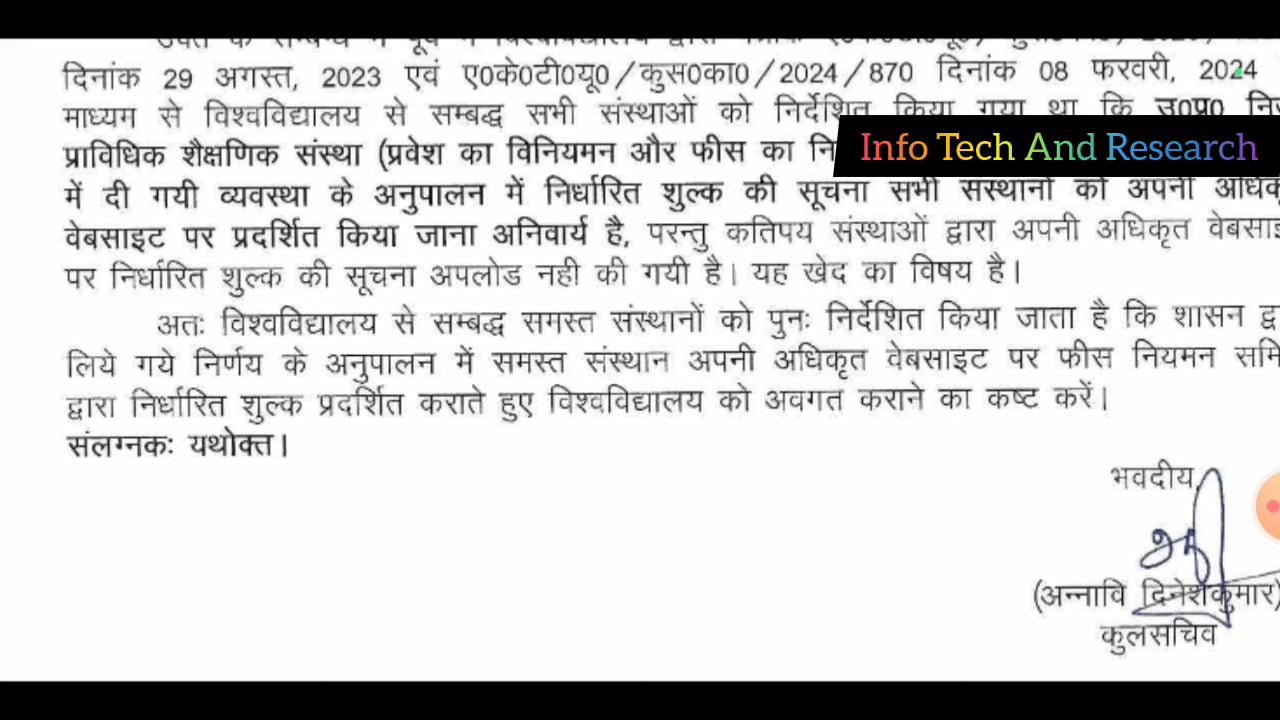 दिनांक 29 अगस्त, 2023 एवं ए0के0टी0यू0/कुस0का0/2024/870 दिनांक 08 फरवरी, 2024
माध्यम से विश्वविद्यालय से सम्बद्ध सभी संस्थाओं को निर्देशित किया गया था कि उ0प्र0
Info Tech And Research
प्राविधिक शैक्षणिक संस्था (प्रवेश का विनियमन और फीस का
में दी गयी व्यवस्था के अनुपालन में निर्धारित शुल्क की सूचना सभी संस्थानों को अपनी
वेबसाइट पर प्रदर्शित किया जाना अनिवार्य है, परन्तु कतिपय संस्थाओं द्वारा अपनी अधिकृत
पर निर्धारित शुल्क की सूचना अपलोड नही की गयी है। यह खेद का विषय है।
अतः विश्वविद्यालय से सम्बद्ध समस्त संस्थानों को पुनः निर्देशित किया जाता है कि शासन
लिये गये निर्णय के अनुपालन में समस्त संस्थान अपनी अधिकृत वेबसाइट पर फीस नियमन
द्वारा निर्धारित शुल्क प्रदर्शित कराते हुए विश्वविद्यालय को अवगत कराने का कष्ट करें।
संलग्नकः यथोक्त।
भवदीय,
(अन्नावि दिनेशकुमार)
कुलसचिव